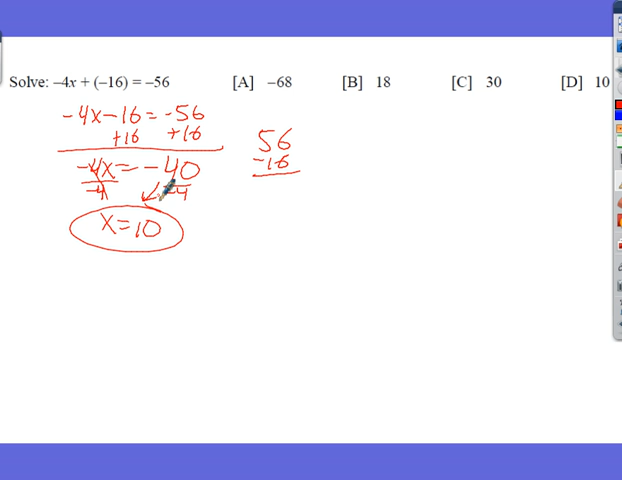 Solve: –4x + (–16) = –56 [A] –68 [B] 18 [C] 30 [D] 10
-4x-16=-56
+16 +16
56
-16
-4x=-40
-4 -4
x=10